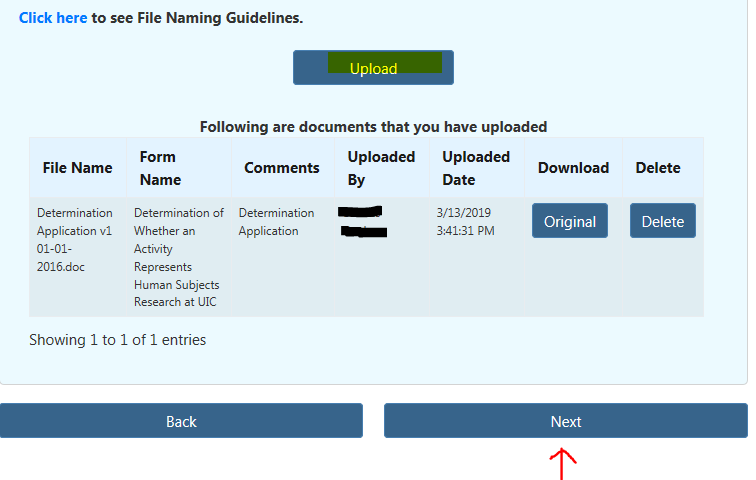 Click here to see File Naming Guidelines.
Upload
Following are documents that you have uploaded
File Name
Form Name
Comments
Uploaded By
Uploaded Date
Download
Delete
Determination
Application v1
01-01-
2016.doc
Determination of
Whether an
Activity
Represents
Human Subjects
Research at UIC
Determination
Application
3/13/2019
3:41:31 PM
Original
Delete
Showing 1 to 1 of 1 entries
Back
Next